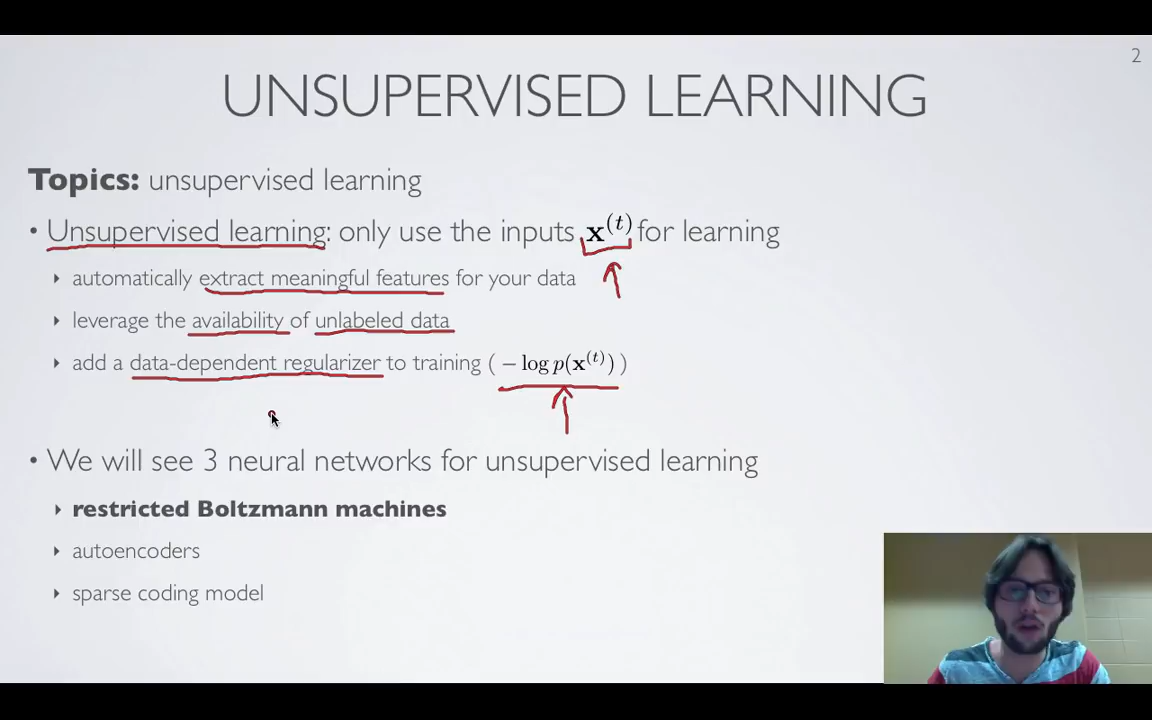 2
UNSUPERVISED LEARNING
Topics: unsupervised learning
• Unsupervised learning: only use the inputs x^(t) for learning
‣ automatically extract meaningful features for your data
‣ leverage the availability of unlabeled data
‣ add a data-dependent regularizer to training ( − log p(x^(t)) )
• We will see 3 neural networks for unsupervised learning
‣ restricted Boltzmann machines
‣ autoencoders
‣ sparse coding model